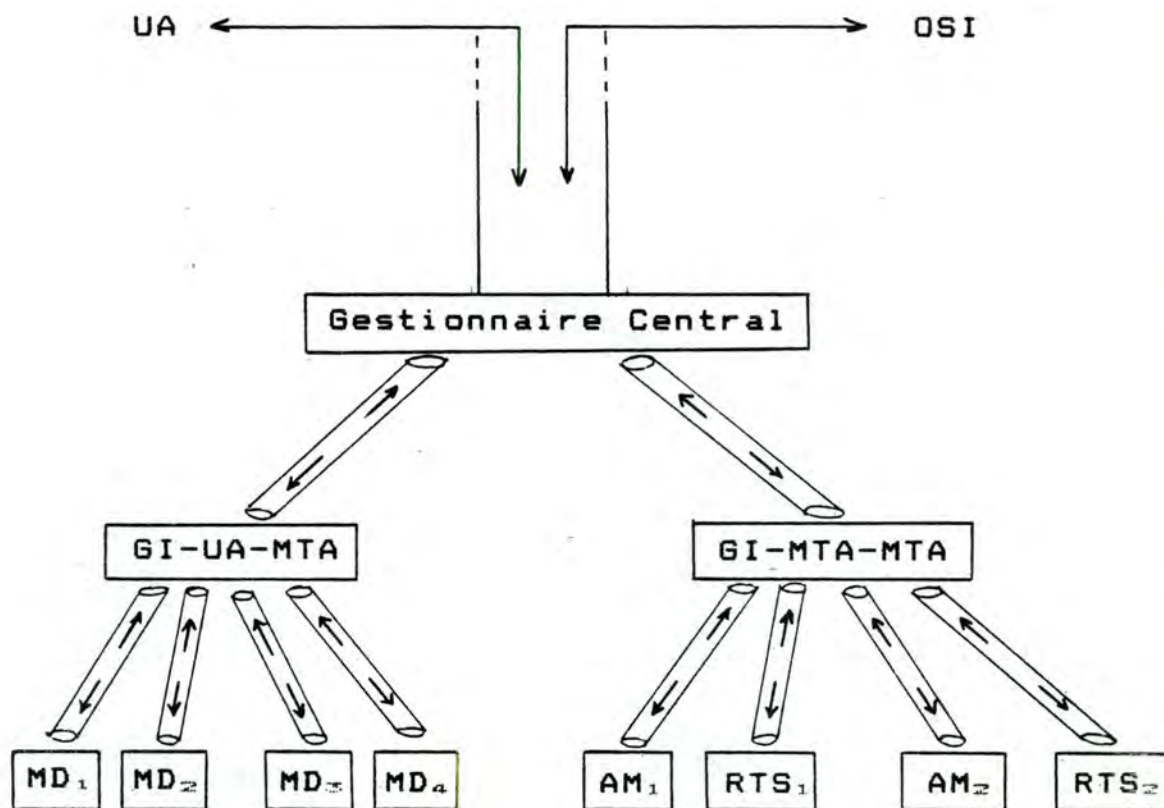 UA OSI
Gestionnaire Central
GI-UA-MTA GI-MTA-MTA
MD₁ MD₂ MD₃ MD₄ AM₁ RTS₁ AM₂ RTS₂